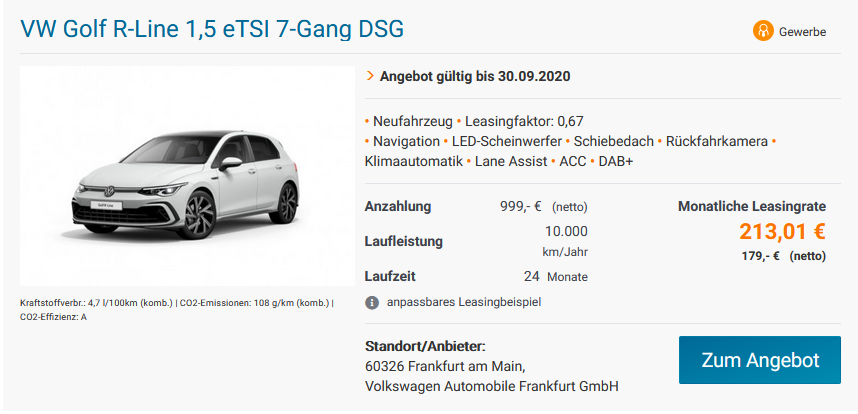 VW Golf R-Line 1,5 eTSI 7-Gang DSG
Gewerbe
> Angebot gültig bis 30.09.2020
• Neufahrzeug • Leasingfaktor: 0,67
• Navigation • LED-Scheinwerfer • Schiebedach • Rückfahrkamera •
Klimaautomatik • Lane Assist • ACC • DAB+
Anzahlung 999,- € (netto)
Laufleistung 10.000
km/Jahr
Laufzeit 24 Monate
i anpassbares Leasingbeispiel
Monatliche Leasingrate
213,01 €
179,- € (netto)
Golf R-Line
Kraftstoffverbr.: 4,7 l/100km (komb.) | CO2-Emissionen: 108 g/km (komb.) |
CO2-Effizienz: A
Standort/Anbieter:
60326 Frankfurt am Main,
Volkswagen Automobile Frankfurt GmbH
Zum Angebot